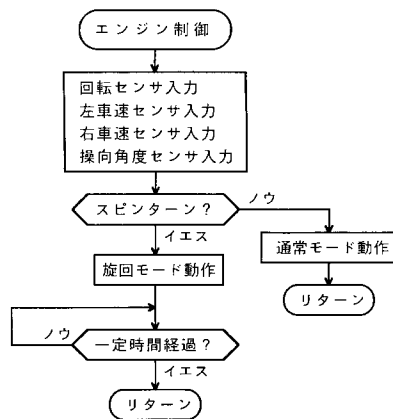 エンジン制御
回転センサ入力
左車速センサ入力
右車速センサ入力
操向角度センサ入力
スピンターン?
ノウ
イエス
通常モード動作
旋回モード動作
リターン
ノウ
一定時間経過?
イエス
リターン